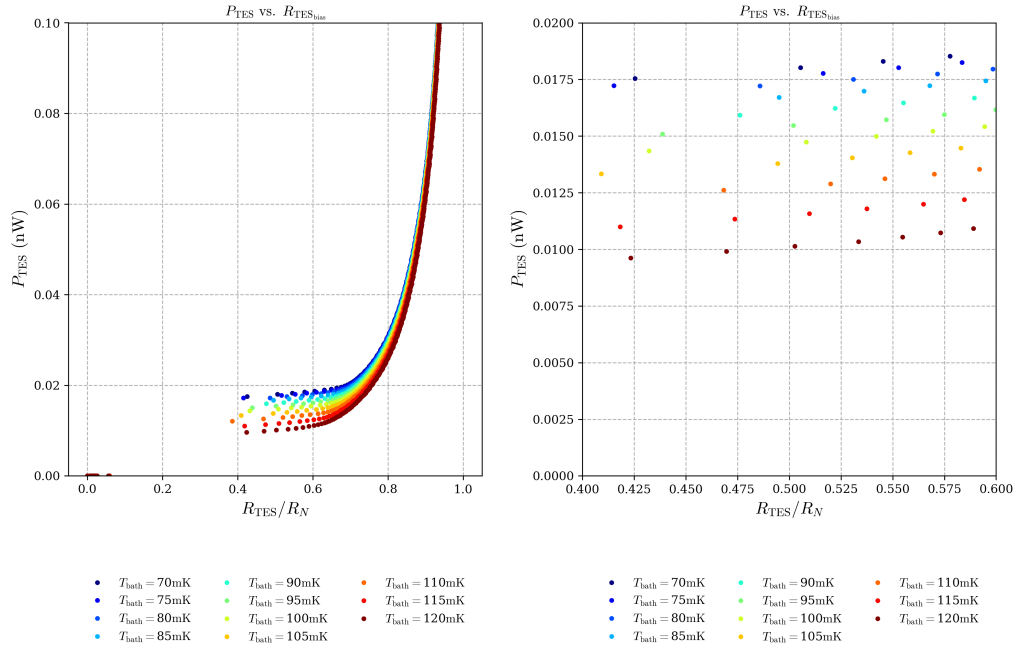 P_TES vs. R_TES_bias
P_TES (nW)
0.10
0.08
0.06
0.04
0.02
0.00
0.0 0.2 0.4 0.6 0.8 1.0
R_TES/R_N
T_bath = 70mK T_bath = 90mK T_bath = 110mK
T_bath = 75mK T_bath = 95mK T_bath = 115mK
T_bath = 80mK T_bath = 100mK T_bath = 120mK
T_bath = 85mK T_bath = 105mK
P_TES vs. R_TES_bias
P_TES (nW)
0.0200
0.0175
0.0150
0.0125
0.0100
0.0075
0.0050
0.0025
0.0000
0.400 0.425 0.450 0.475 0.500 0.525 0.550 0.575 0.600
R_TES/R_N
T_bath = 70mK T_bath = 90mK T_bath = 110mK
T_bath = 75mK T_bath = 95mK T_bath = 115mK
T_bath = 80mK T_bath = 100mK T_bath = 120mK
T_bath = 85mK T_bath = 105mK